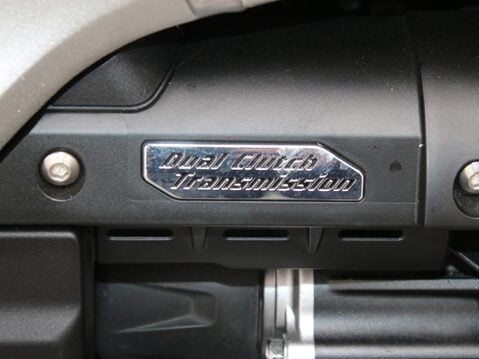 Dual Clutch
Transmission